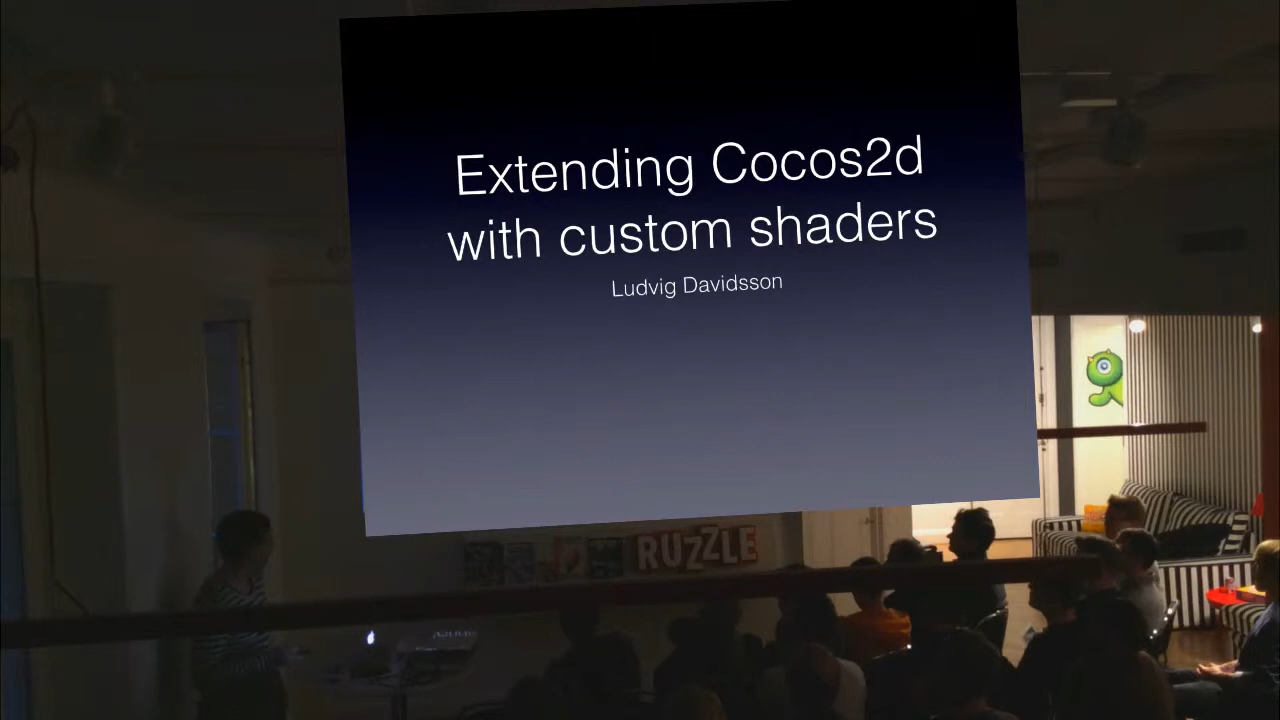 Extending Cocos2d
with custom shaders
Ludvig Davidsson
RUZZLE